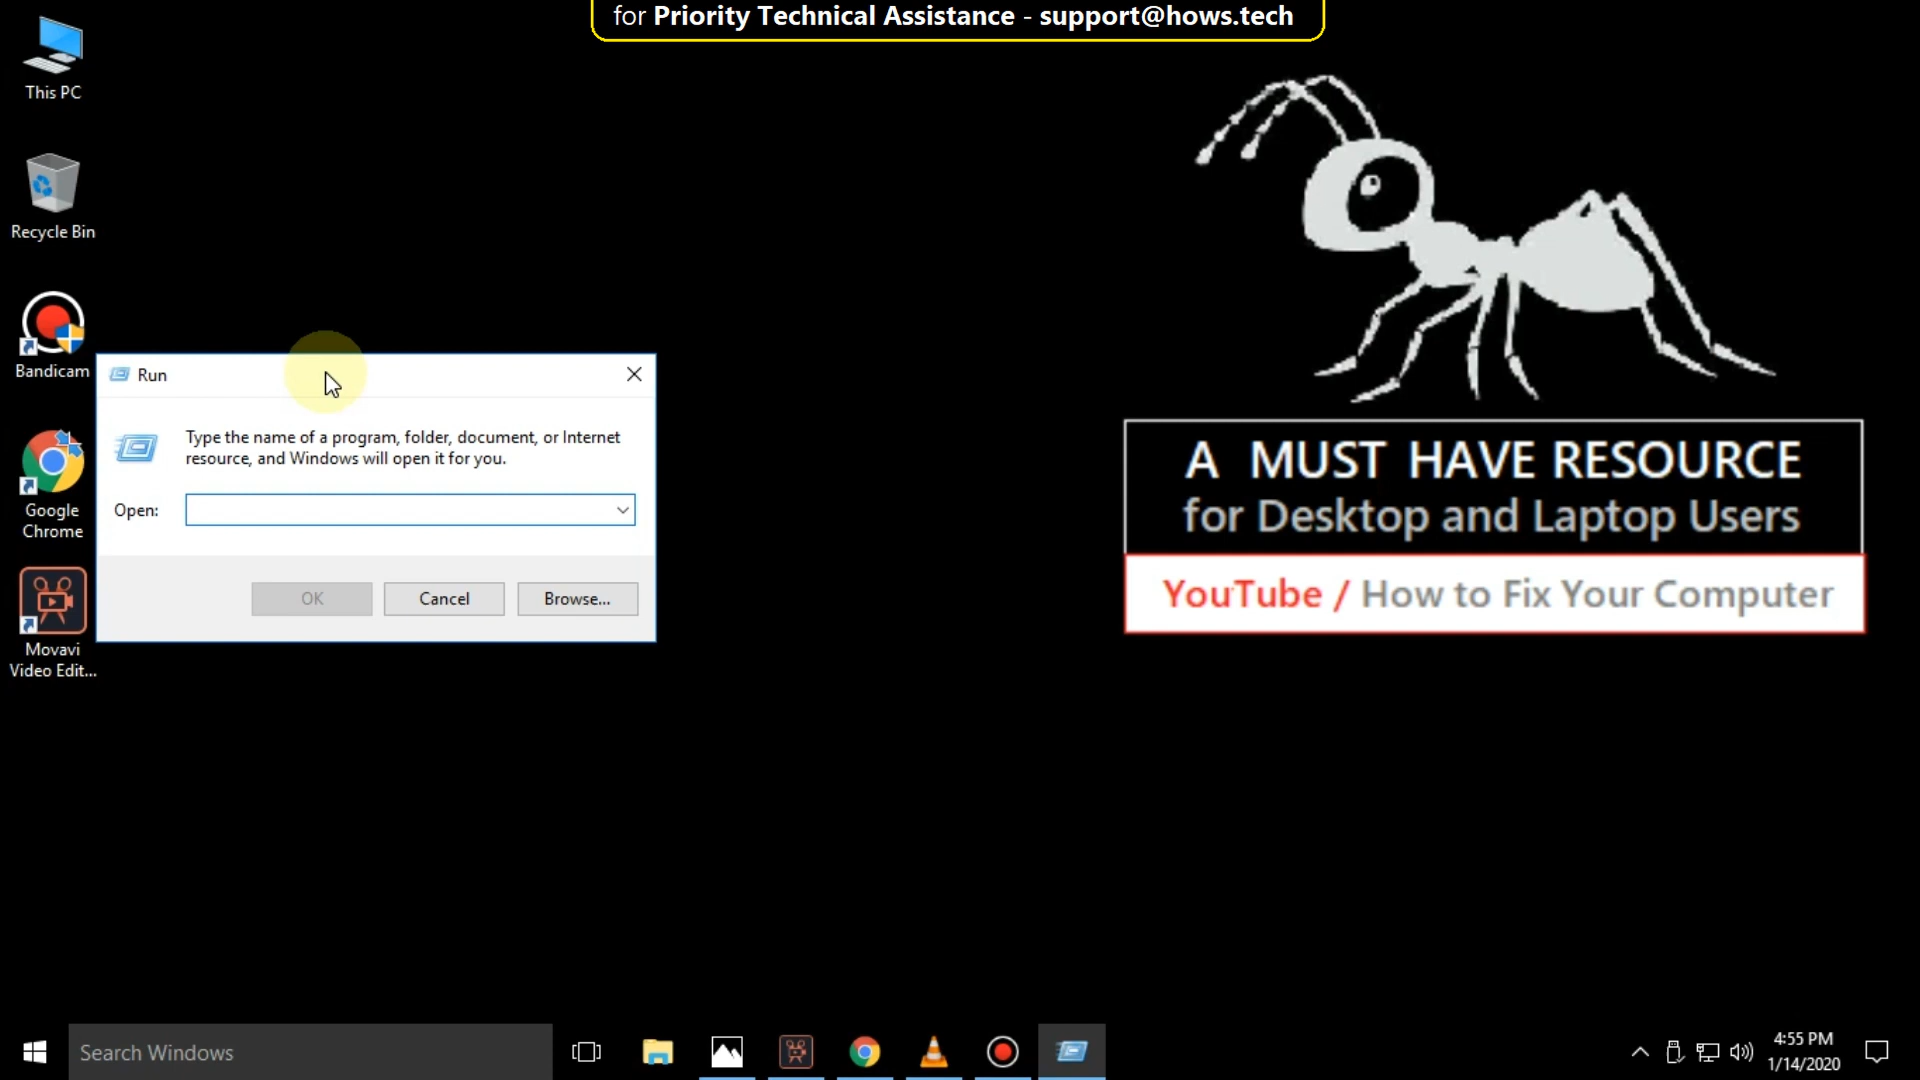 for Priority Technical Assistance - support@hows.tech
This PC
Recycle Bin
Bandicam
Google
Chrome
Movavi
Video Edit...
Run
Type the name of a program, folder, document, or Internet
resource, and Windows will open it for you.
Open:
OK
Cancel
Browse...
A MUST HAVE RESOURCE
for Desktop and Laptop Users
YouTube / How to Fix Your Computer
Search Windows
4:55 PM
1/14/2020